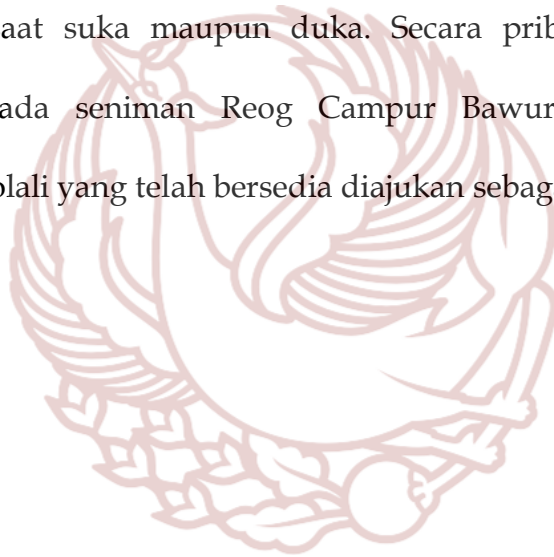 aat suka maupun duka. Secara prib
ada seniman Reog Campur Bawur
lali yang telah bersedia diajukan sebag